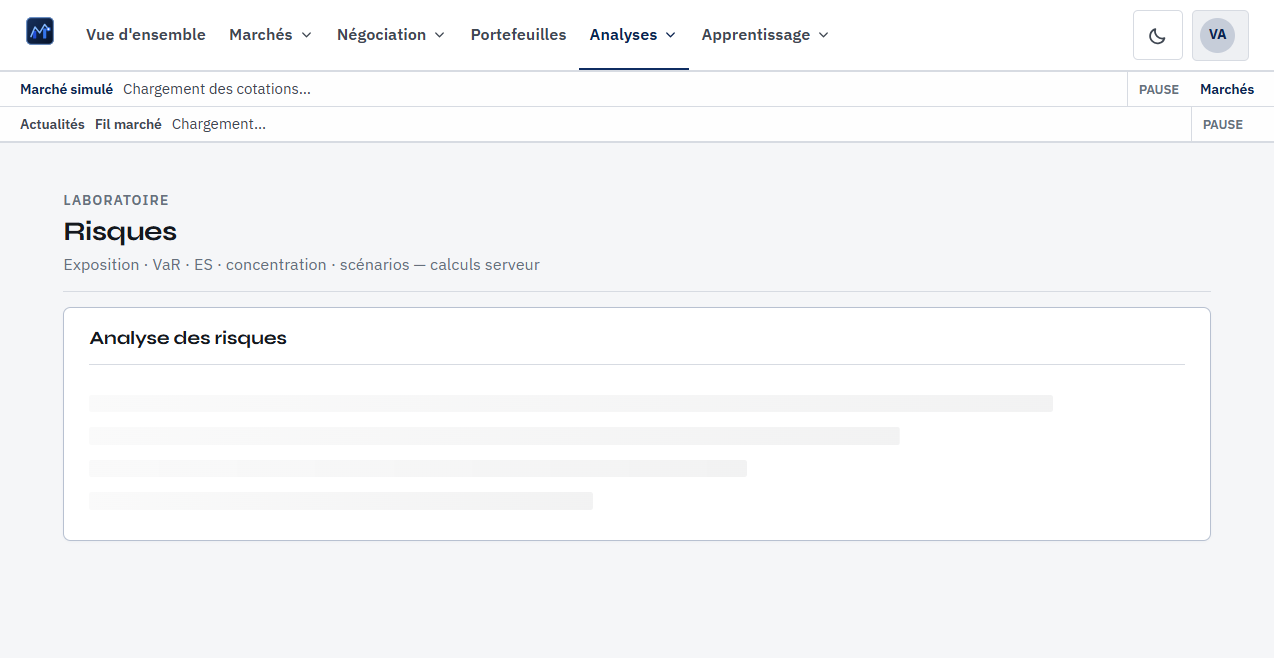 Vue d'ensemble Marchés Négociation Portefeuilles Analyses Apprentissage VA
Marché simulé Chargement des cotations... PAUSE Marchés
Actualités Fil marché Chargement... PAUSE
LABORATOIRE
Risques
Exposition · VaR · ES · concentration · scénarios — calculs serveur
Analyse des risques